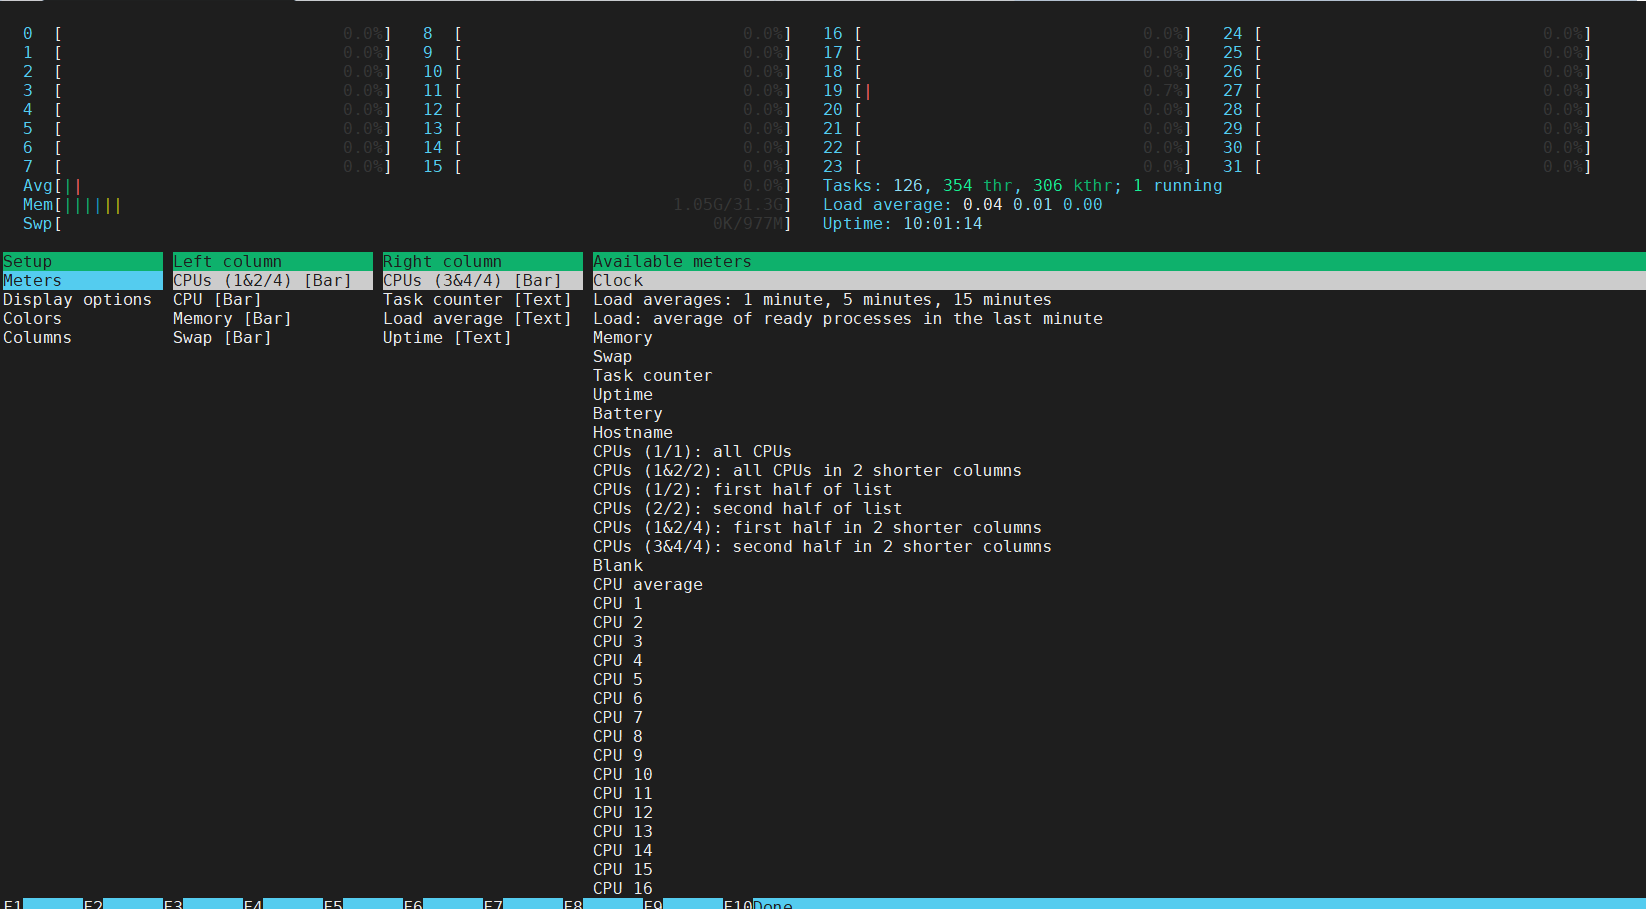 0 [ 0.0%] 8 [ 0.0%] 16 [ 0.0%] 24 [ 0.0%]
1 [ 0.0%] 9 [ 0.0%] 17 [ 0.0%] 25 [ 0.0%]
2 [ 0.0%] 10 [ 0.0%] 18 [ 0.0%] 26 [ 0.0%]
3 [ 0.0%] 11 [ 0.0%] 19 [| 0.7%] 27 [ 0.0%]
4 [ 0.0%] 12 [ 0.0%] 20 [ 0.0%] 28 [ 0.0%]
5 [ 0.0%] 13 [ 0.0%] 21 [ 0.0%] 29 [ 0.0%]
6 [ 0.0%] 14 [ 0.0%] 22 [ 0.0%] 30 [ 0.0%]
7 [ 0.0%] 15 [ 0.0%] 23 [ 0.0%] 31 [ 0.0%]
Avg[|| 0.0%] Tasks: 126, 354 thr, 306 kthr; 1 running
Mem[|||||| 1.05G/31.3G] Load average: 0.04 0.01 0.00
Swp[ 0K/977M] Uptime: 10:01:14
Setup Left column Right column Available meters
Meters CPUs (1&2/4) [Bar] CPUs (3&4/4) [Bar] Clock
Display options CPU [Bar] Task counter [Text] Load averages: 1 minute, 5 minutes, 15 minutes
Colors Memory [Bar] Load average [Text] Load: average of ready processes in the last minute
Columns Swap [Bar] Uptime [Text] Memory
Swap
Task counter
Uptime
Battery
Hostname
CPUs (1/1): all CPUs
CPUs (1&2/2): all CPUs in 2 shorter columns
CPUs (1/2): first half of list
CPUs (2/2): second half of list
CPUs (1&2/4): first half in 2 shorter columns
CPUs (3&4/4): second half in 2 shorter columns
Blank
CPU average
CPU 1
CPU 2
CPU 3
CPU 4
CPU 5
CPU 6
CPU 7
CPU 8
CPU 9
CPU 10
CPU 11
CPU 12
CPU 13
CPU 14
CPU 15
CPU 16
F1 F2 F3 F4 F5 F6 F7 F8 F9 F10Done